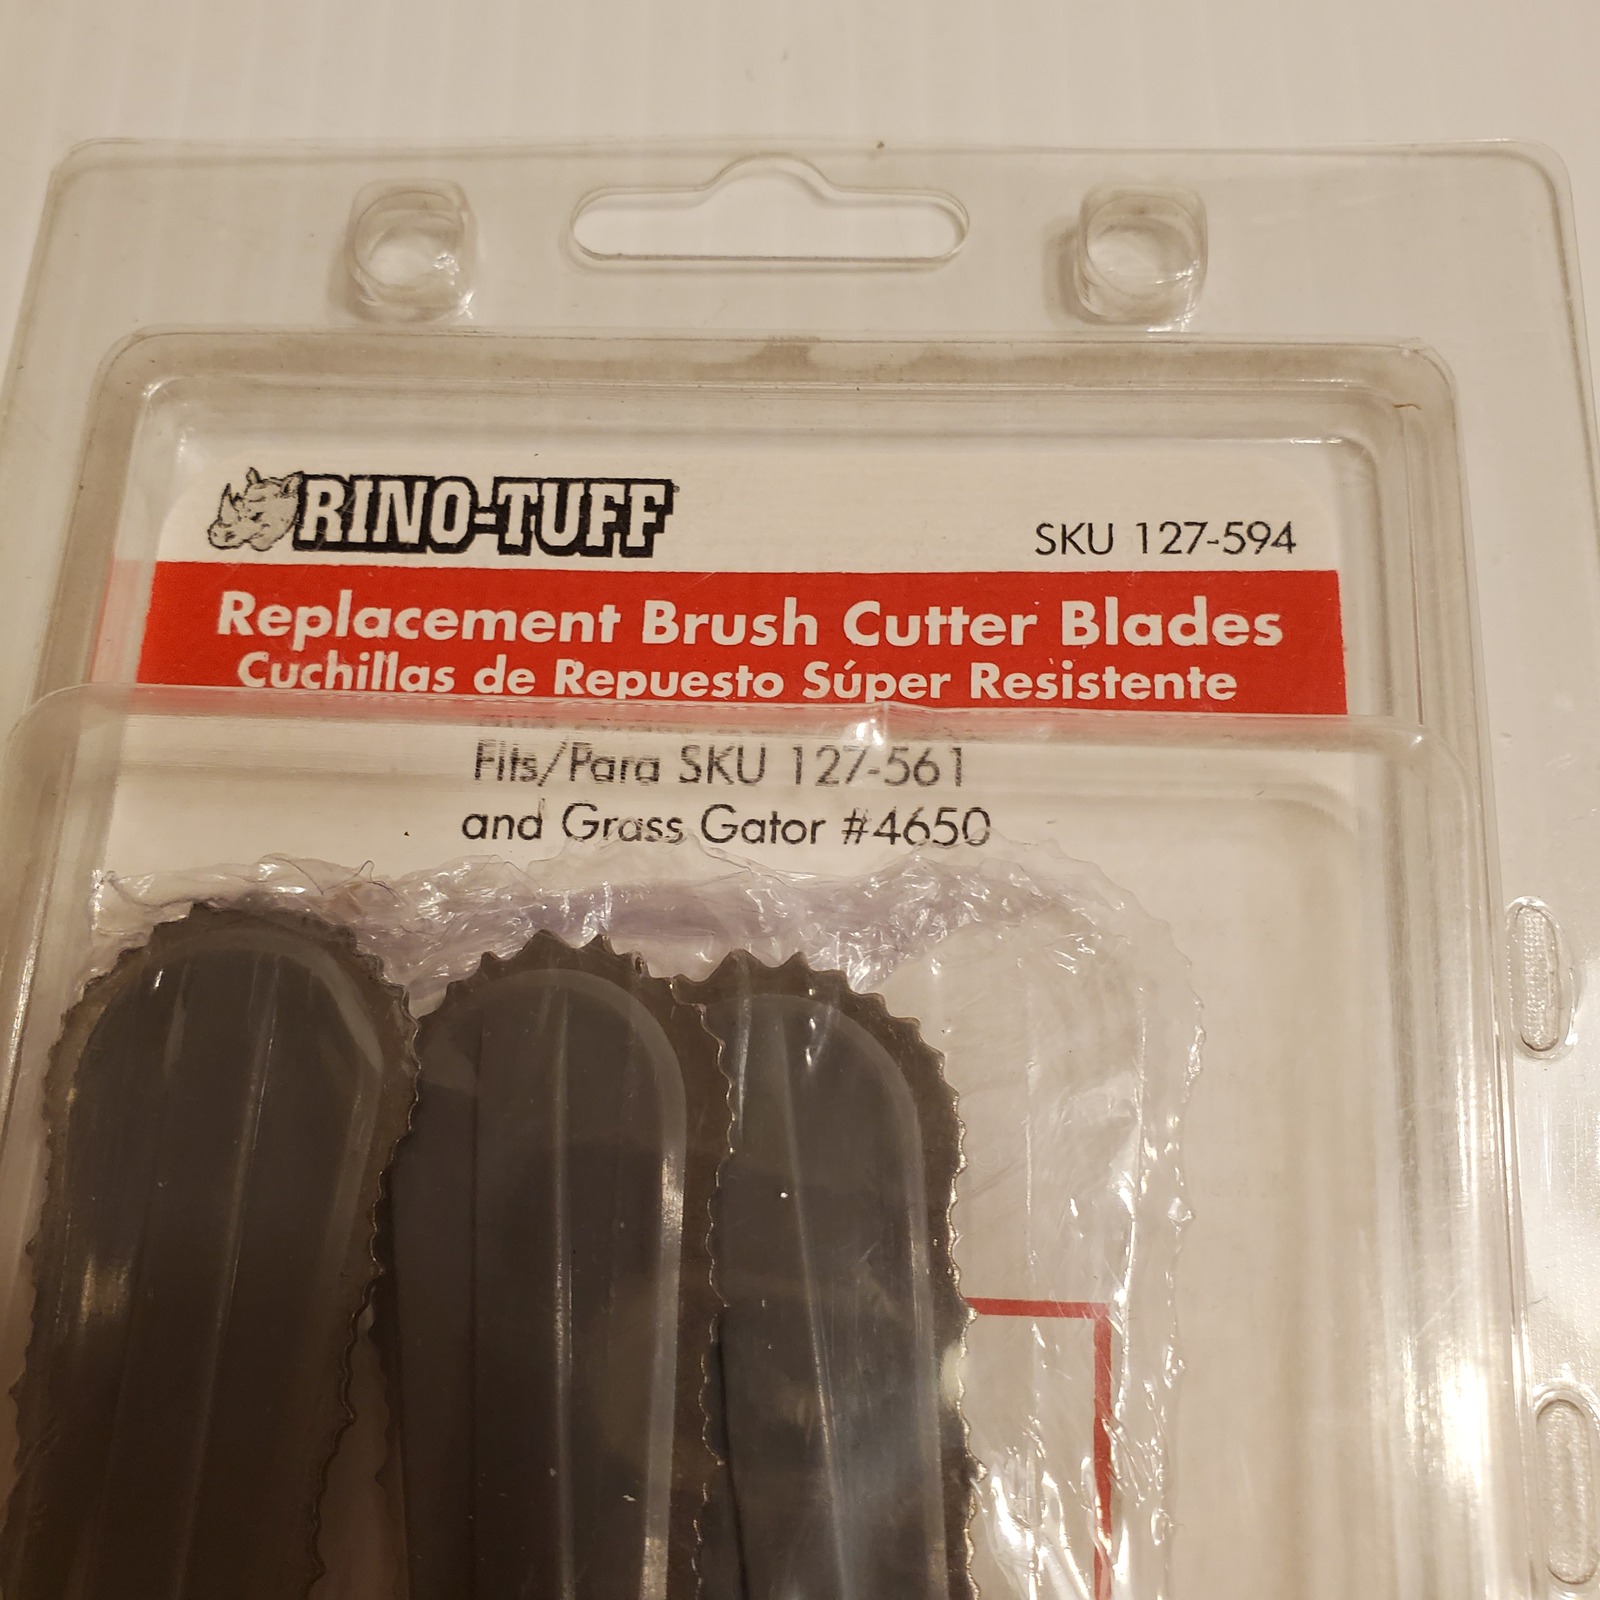 RINO-TUFF
SKU 127-594
Replacement Brush Cutter Blades
Cuchillas de Repuesto Súper Resistente
Fits/Para SKU 127-561
and Grass Gator #4650